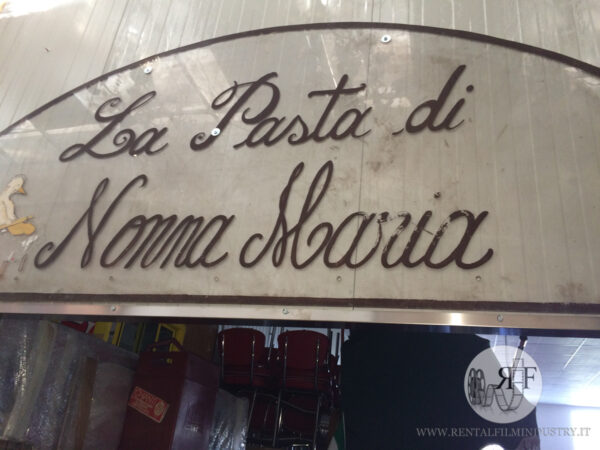 La Pasta di
Nonna Maria
RF
WWW.RENTALFILMINDUSTRY.IT